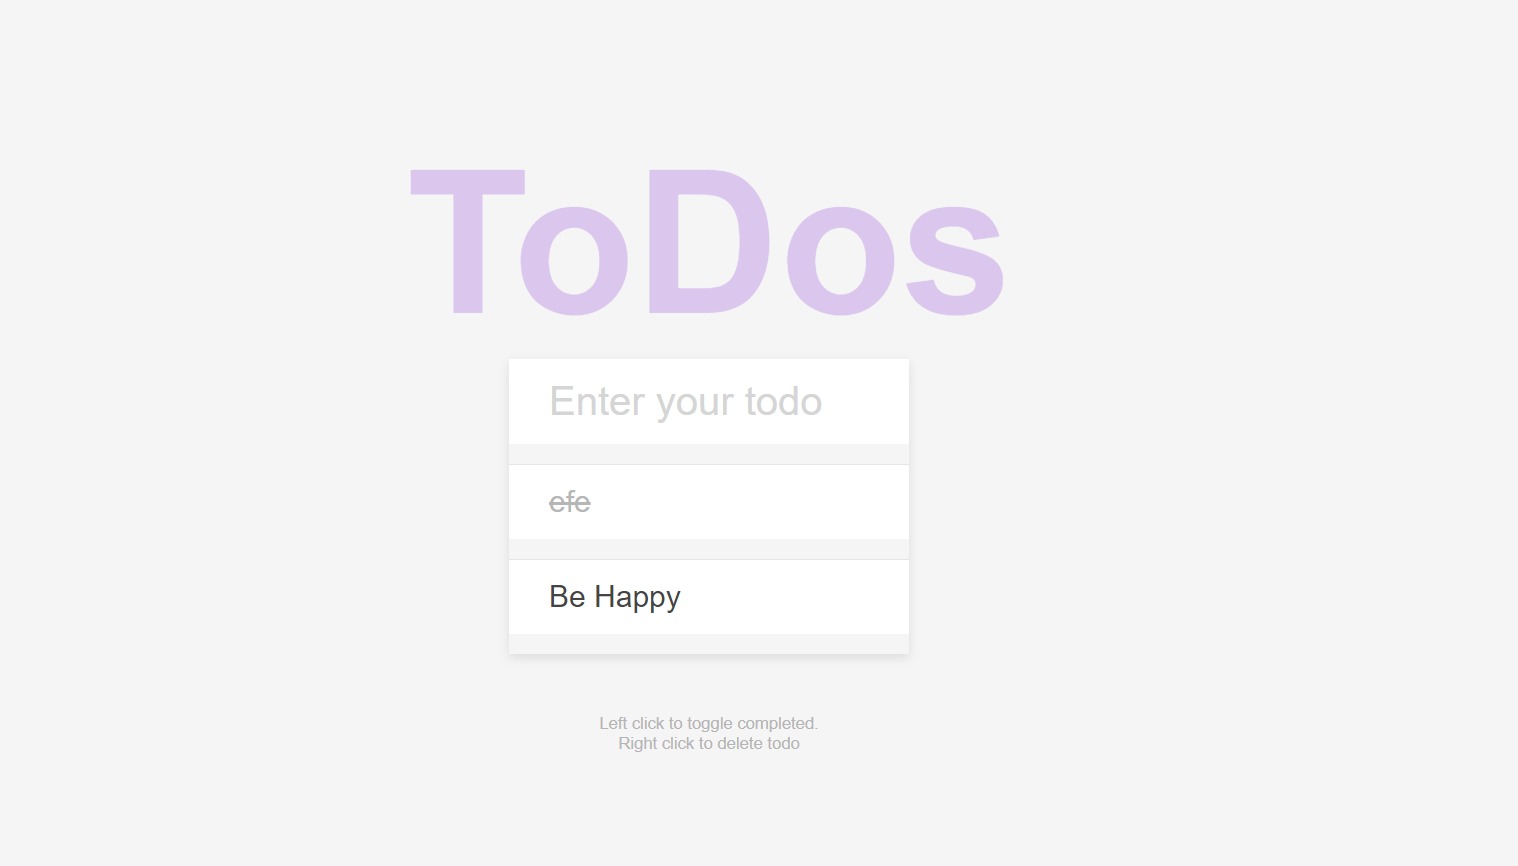 ToDos
Enter your todo
efe
Be Happy
Left click to toggle completed.
Right click to delete todo